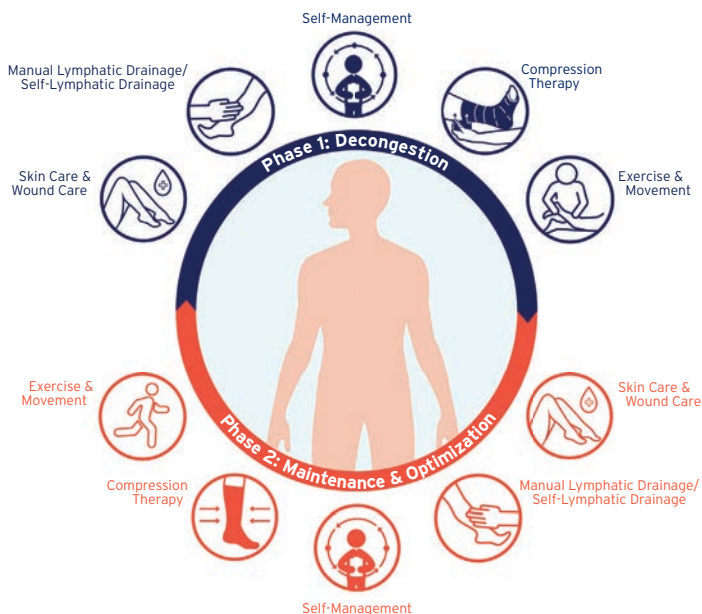 Self-Management
Manual Lymphatic Drainage/
Self-Lymphatic Drainage
Compression
Therapy
Skin Care &
Wound Care
Exercise &
Movement
Phase 1: Decongestion
Phase 2: Maintenance & Optimization
Exercise &
Movement
Skin Care &
Wound Care
Compression
Therapy
Manual Lymphatic Drainage/
Self-Lymphatic Drainage
Self-Management